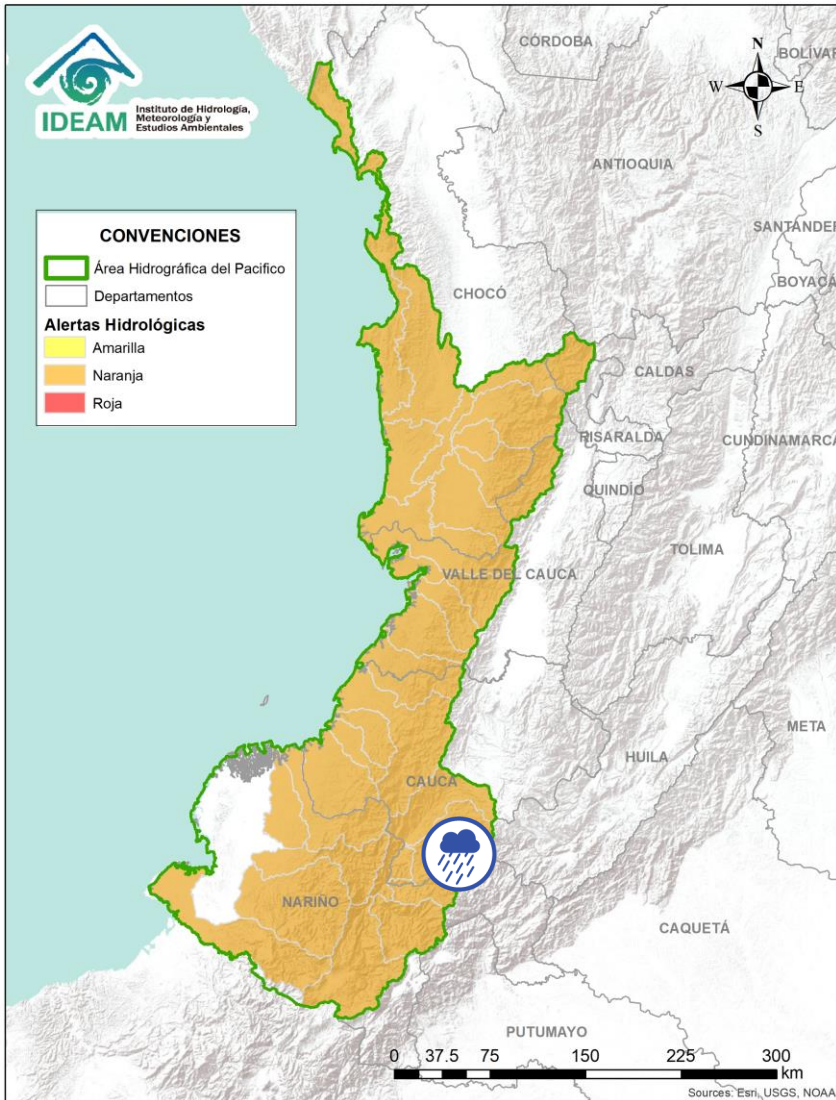 IDEAM
Instituto de Hidrología,
Meteorología y
Estudios Ambientales
CÓRDOBA
BOLÍVAR
N
W E
S
ANTIOQUIA
SANTANDER
BOYACÁ
CONVENCIONES
Área Hidrográfica del Pacifico
Departamentos
Alertas Hidrológicas
Amarilla
Naranja
Roja
CHOCÓ
CALDAS
RISARALDA
CUNDINAMARCA
QUINDÍO
TOLIMA
VALLE DEL CAUCA
META
HUILA
CAUCA
NARIÑO
CAQUETÁ
PUTUMAYO
0 37.5 75 150 225 300
km
Sources: Esri, USGS, NOAA